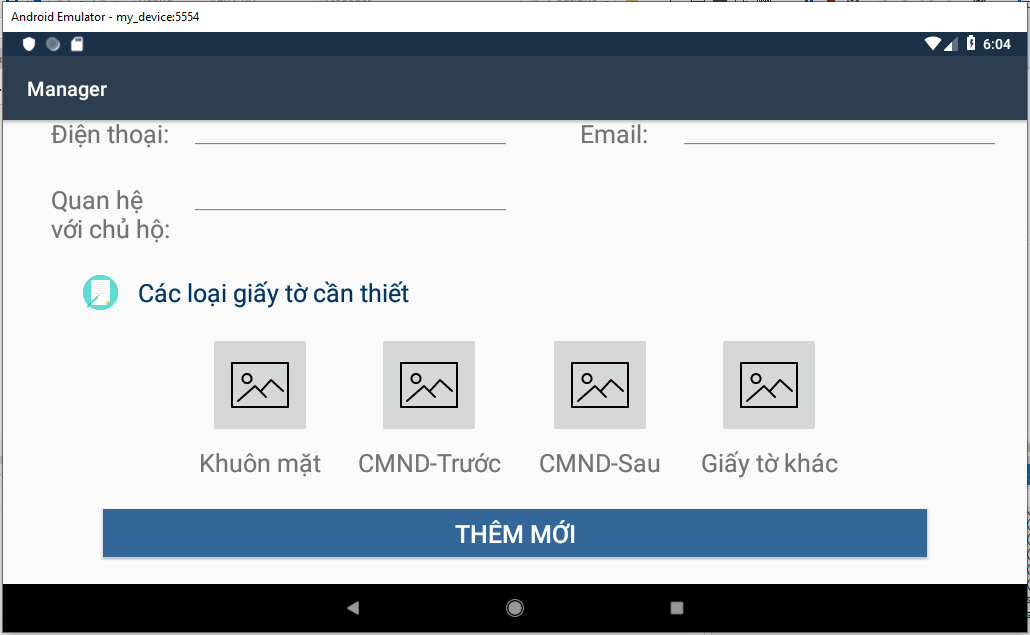 Android Emulator - my_device:5554
6:04
Manager
Điện thoại:
Email:
Quan hệ
với chủ hộ:
Các loại giấy tờ cần thiết
Khuôn mặt
CMND-Trước
CMND-Sau
Giấy tờ khác
THÊM MỚI